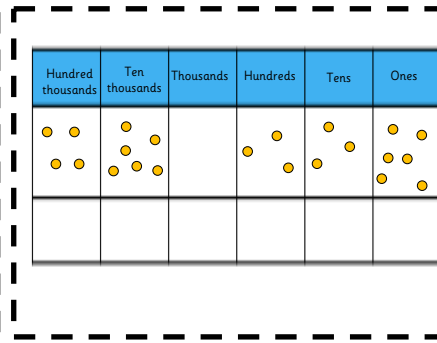 Hundred thousands
Ten thousands
Thousands
Hundreds
Tens
Ones